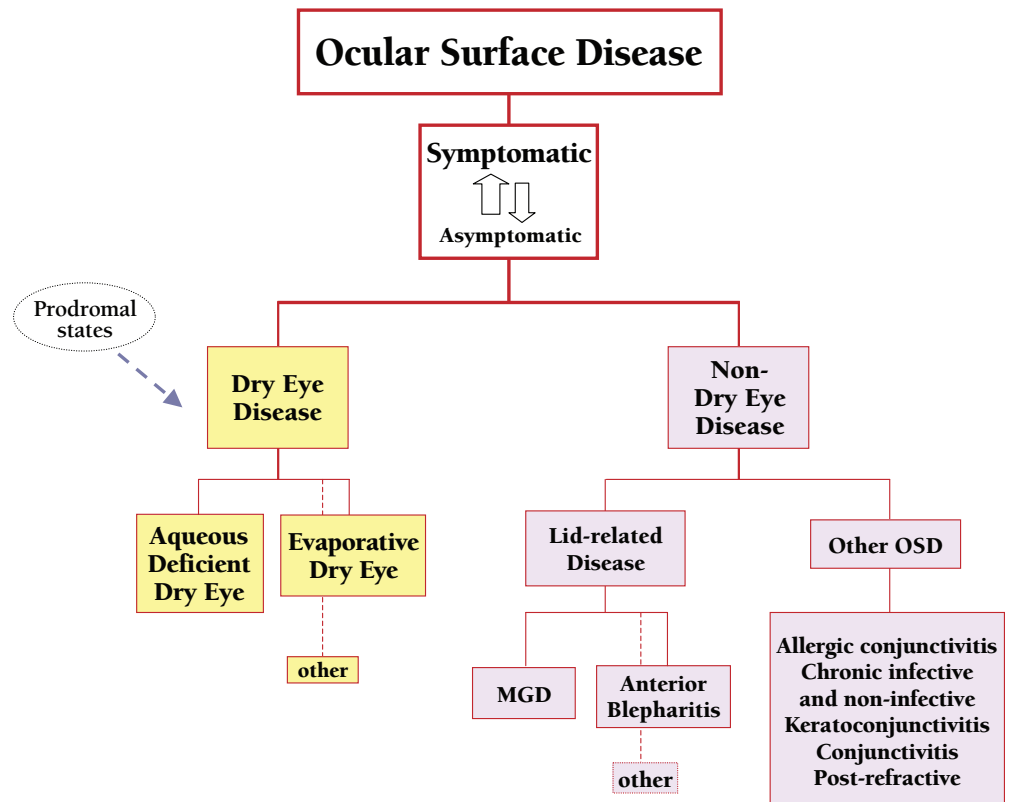 Ocular Surface Disease
Symptomatic
Asymptomatic
Prodromal
states
Dry Eye
Disease
Non-
Dry Eye
Disease
Aqueous
Deficient
Dry Eye
Evaporative
Dry Eye
other
Lid-related
Disease
Other OSD
MGD
Anterior
Blepharitis
other
Allergic conjunctivitis
Chronic infective
and non-infective
Keratoconjunctivitis
Conjunctivitis
Post-refractive